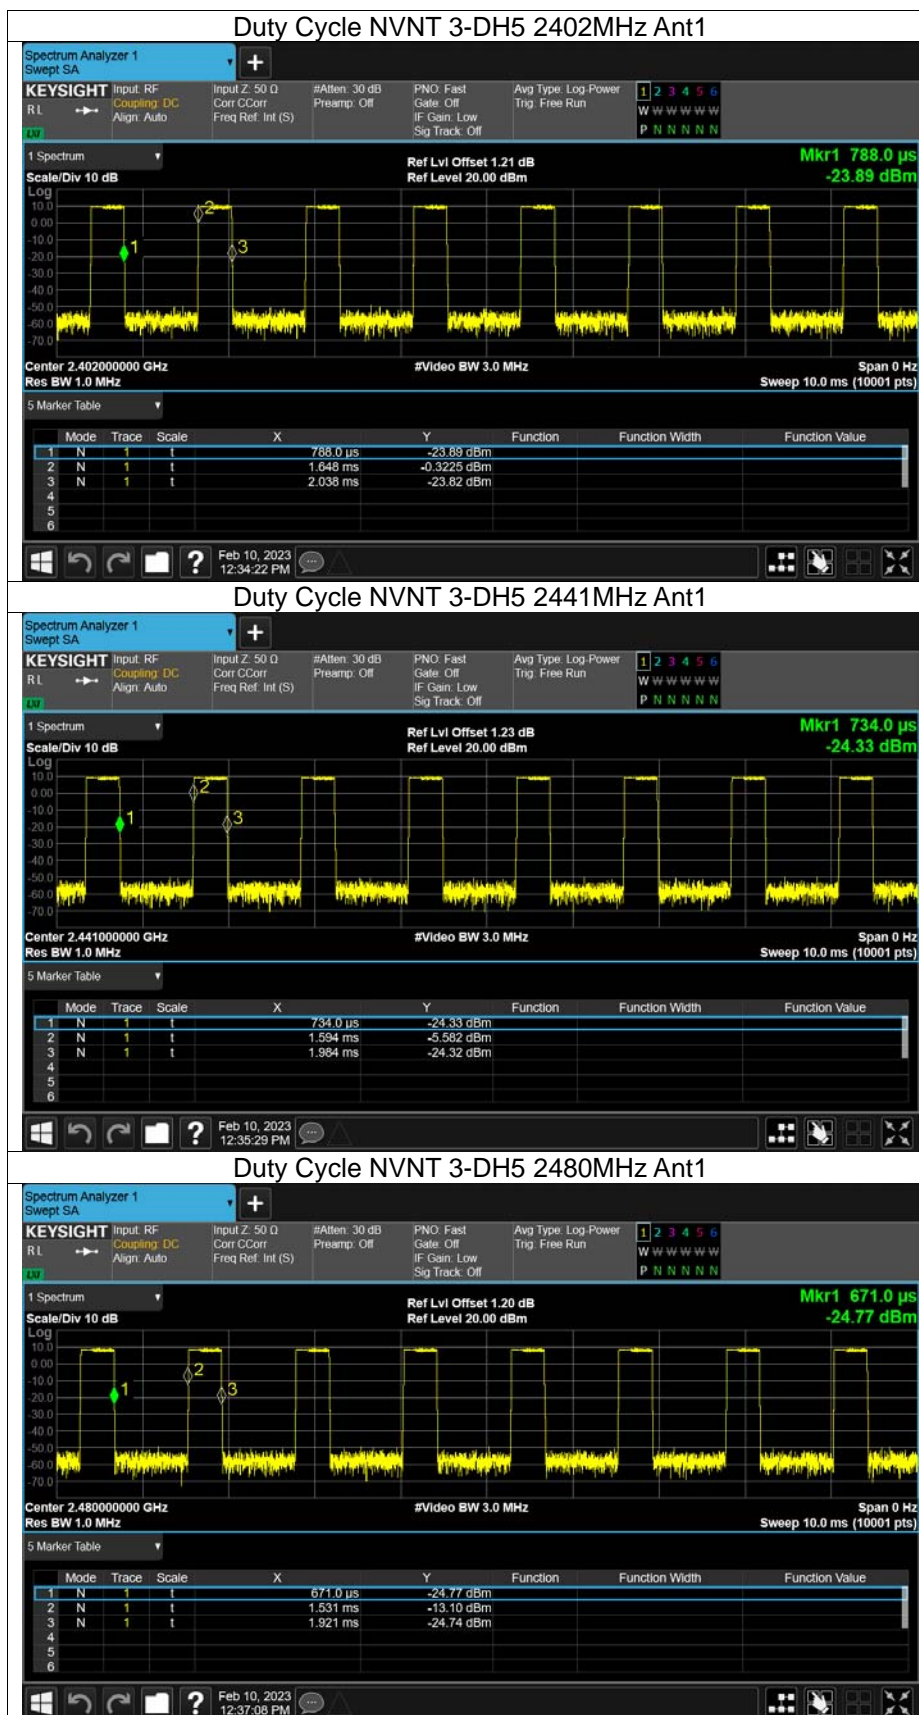 Duty Cycle NVNT 3-DH5 2402MHz Ant1
Spectrum Analyzer 1
Swept SA
+
KEYSIGHT Input: RF Input Z: 50 Ω #Atten: 30 dB PNO: Fast Avg Type: Log-Power 1 2 3 4 5 6
R L Coupling: DC Corr CCorr Preamp: Off Gate: Off Trig: Free Run W W W W W W
Align: Auto Freq Ref: Int (S) IF Gain: Low
LXI Sig Track: Off P N N N N N
1 Spectrum Ref Lvl Offset 1.21 dB Mkr1 788.0 µs
Scale/Div 10 dB Ref Level 20.00 dBm -23.89 dBm
Log
10.0
0.00
-10.0
-20.0
-30.0
-40.0
-50.0
-60.0
-70.0
1
2
3
Center 2.402000000 GHz #Video BW 3.0 MHz Span 0 Hz
Res BW 1.0 MHz Sweep 10.0 ms (10001 pts)
5 Marker Table
Mode Trace Scale X Y Function Function Width Function Value
1 N 1 t 788.0 µs -23.89 dBm
2 N 1 t 1.648 ms -0.3225 dBm
3 N 1 t 2.038 ms -23.82 dBm
4
5
6
? Feb 10, 2023
12:34:22 PM
Duty Cycle NVNT 3-DH5 2441MHz Ant1
Spectrum Analyzer 1
Swept SA
+
KEYSIGHT Input: RF Input Z: 50 Ω #Atten: 30 dB PNO: Fast Avg Type: Log-Power 1 2 3 4 5 6
R L Coupling: DC Corr CCorr Preamp: Off Gate: Off Trig: Free Run W W W W W W
Align: Auto Freq Ref: Int (S) IF Gain: Low
LXI Sig Track: Off P N N N N N
1 Spectrum Ref Lvl Offset 1.23 dB Mkr1 734.0 µs
Scale/Div 10 dB Ref Level 20.00 dBm -24.33 dBm
Log
10.0
0.00
-10.0
-20.0
-30.0
-40.0
-50.0
-60.0
-70.0
1
2
3
Center 2.441000000 GHz #Video BW 3.0 MHz Span 0 Hz
Res BW 1.0 MHz Sweep 10.0 ms (10001 pts)
5 Marker Table
Mode Trace Scale X Y Function Function Width Function Value
1 N 1 t 734.0 µs -24.33 dBm
2 N 1 t 1.594 ms -5.582 dBm
3 N 1 t 1.984 ms -24.32 dBm
4
5
6
? Feb 10, 2023
12:35:29 PM
Duty Cycle NVNT 3-DH5 2480MHz Ant1
Spectrum Analyzer 1
Swept SA
+
KEYSIGHT Input: RF Input Z: 50 Ω #Atten: 30 dB PNO: Fast Avg Type: Log-Power 1 2 3 4 5 6
R L Coupling: DC Corr CCorr Preamp: Off Gate: Off Trig: Free Run W W W W W W
Align: Auto Freq Ref: Int (S) IF Gain: Low
LXI Sig Track: Off P N N N N N
1 Spectrum Ref Lvl Offset 1.20 dB Mkr1 671.0 µs
Scale/Div 10 dB Ref Level 20.00 dBm -24.77 dBm
Log
10.0
0.00
-10.0
-20.0
-30.0
-40.0
-50.0
-60.0
-70.0
1
2
3
Center 2.480000000 GHz #Video BW 3.0 MHz Span 0 Hz
Res BW 1.0 MHz Sweep 10.0 ms (10001 pts)
5 Marker Table
Mode Trace Scale X Y Function Function Width Function Value
1 N 1 t 671.0 µs -24.77 dBm
2 N 1 t 1.531 ms -13.10 dBm
3 N 1 t 1.921 ms -24.74 dBm
4
5
6
? Feb 10, 2023
12:37:08 PM